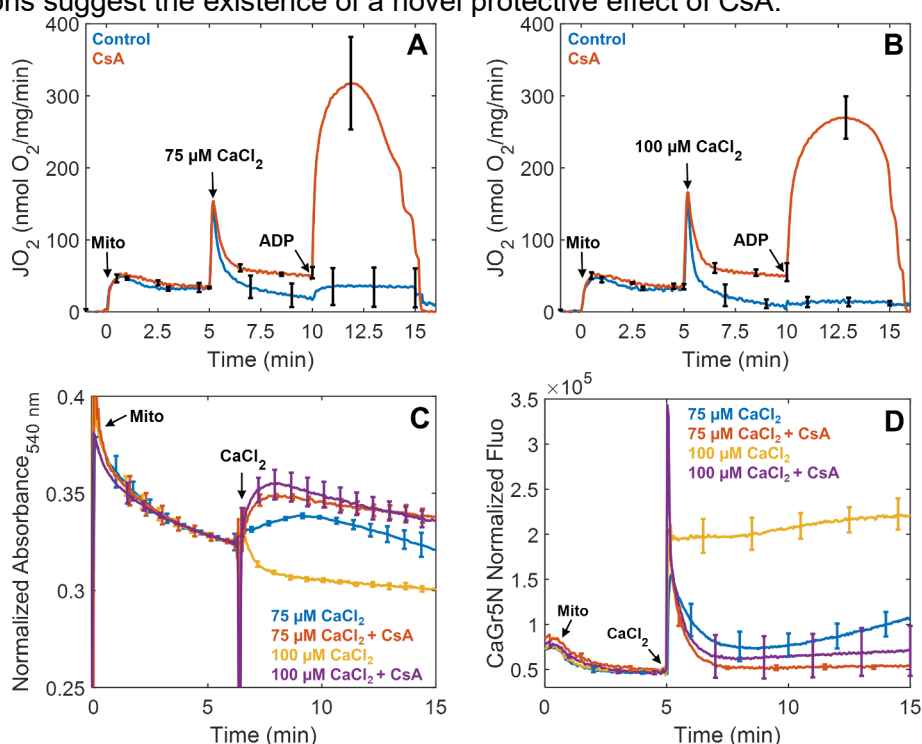 ons suggest the existence of a novel protective effect of CsA.
A
Control
CsA
JO2 (nmol O2/mg/min)
400
300
200
100
0
75 µM CaCl2
Mito
ADP
0 2.5 5 7.5 10 12.5 15
Time (min)
B
Control
CsA
JO2 (nmol O2/mg/min)
400
300
200
100
0
100 µM CaCl2
Mito
ADP
0 2.5 5 7.5 10 12.5 15
Time (min)
C
Normalized Absorbance540 nm
0.4
0.35
0.3
0.25
Mito
CaCl2
75 µM CaCl2
75 µM CaCl2 + CsA
100 µM CaCl2
100 µM CaCl2 + CsA
0 5 10 15
Time (min)
D
×10^5
CaGr5N Normalized Fluo
3.5
3
2.5
2
1.5
1
0.5
75 µM CaCl2
75 µM CaCl2 + CsA
100 µM CaCl2
100 µM CaCl2 + CsA
Mito
CaCl2
0 5 10 15
Time (min)